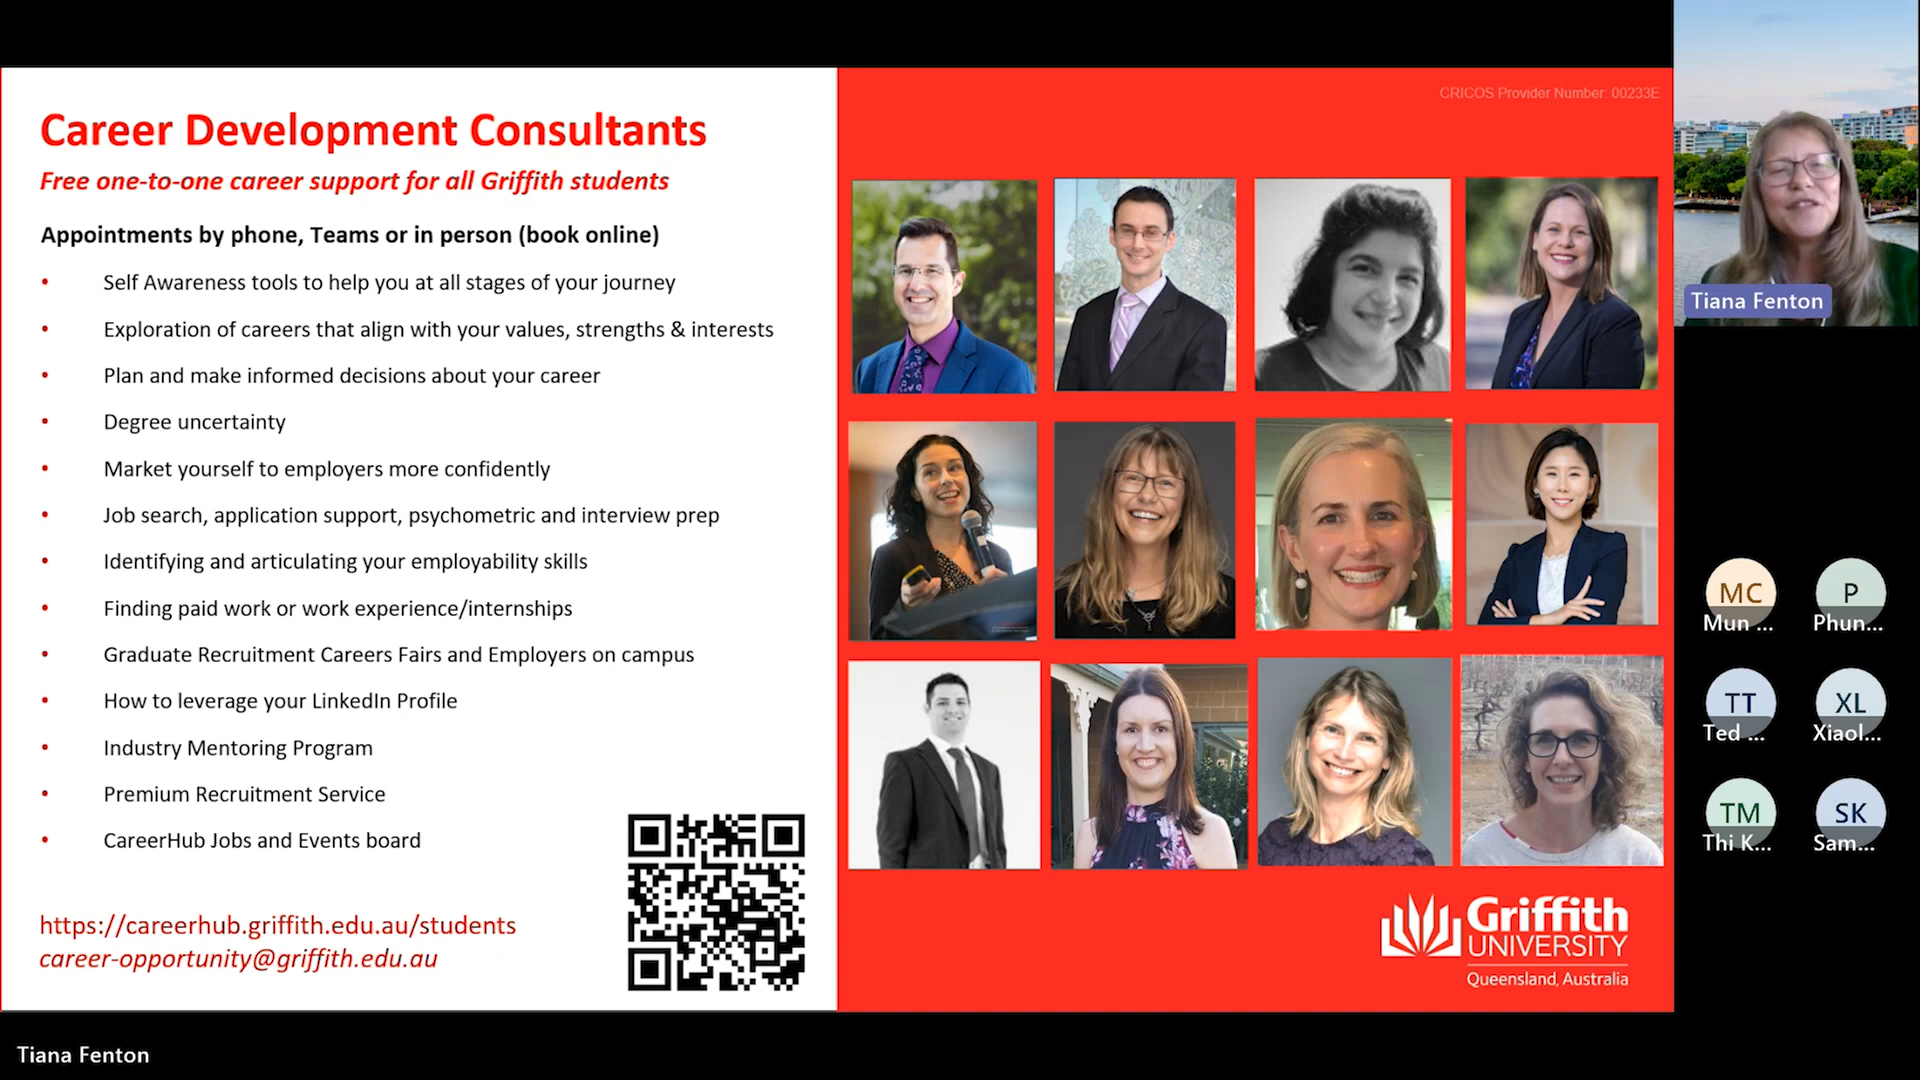 Career Development Consultants
Free one-to-one career support for all Griffith students
Appointments by phone, Teams or in person (book online)
• Self Awareness tools to help you at all stages of your journey
• Exploration of careers that align with your values, strengths & interests
• Plan and make informed decisions about your career
• Degree uncertainty
• Market yourself to employers more confidently
• Job search, application support, psychometric and interview prep
• Identifying and articulating your employability skills
• Finding paid work or work experience/internships
• Graduate Recruitment Careers Fairs and Employers on campus
• How to leverage your LinkedIn Profile
• Industry Mentoring Program
• Premium Recruitment Service
• CareerHub Jobs and Events board
https://careerhub.griffith.edu.au/students
career-opportunity@griffith.edu.au
CRICOS Provider Number: 00233E
Griffith
UNIVERSITY
Queensland, Australia
Tiana Fenton
MC
Mun ...
P
Phun...
TT
Ted ...
XL
Xiaol...
TM
Thi K...
SK
Sam...
Tiana Fenton